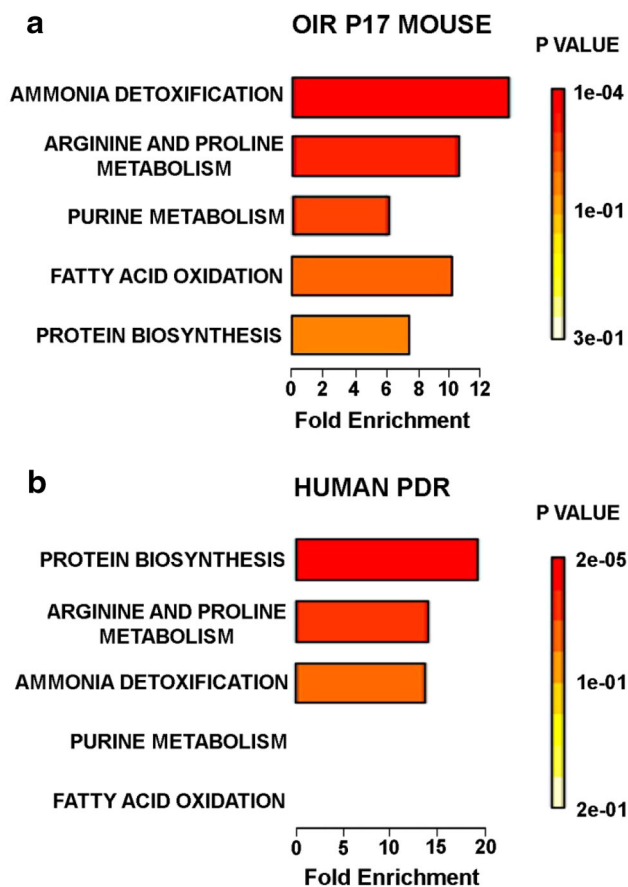 a
OIR P17 MOUSE
P VALUE
AMMONIA DETOXIFICATION
ARGININE AND PROLINE
METABOLISM
PURINE METABOLISM
FATTY ACID OXIDATION
PROTEIN BIOSYNTHESIS
1e-04
1e-01
3e-01
0 2 4 6 8 10 12
Fold Enrichment
b
HUMAN PDR
P VALUE
PROTEIN BIOSYNTHESIS
ARGININE AND PROLINE
METABOLISM
AMMONIA DETOXIFICATION
PURINE METABOLISM
FATTY ACID OXIDATION
2e-05
1e-01
2e-01
0 5 10 15 20
Fold Enrichment